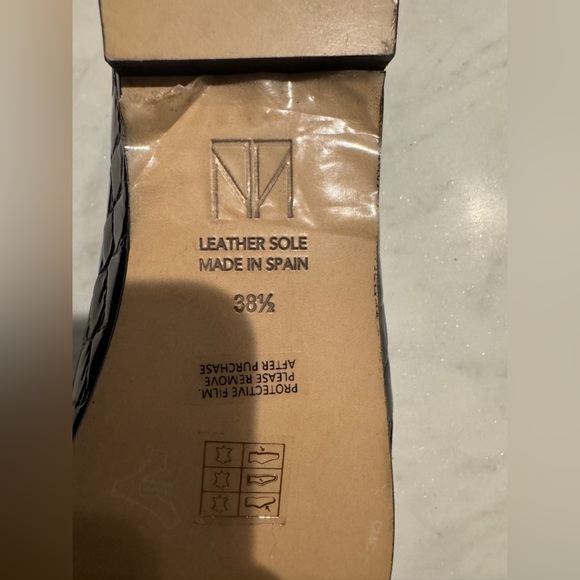 LEATHER SOLE
MADE IN SPAIN
38½
PROTECTIVE FILM.
PLEASE REMOVE
AFTER PURCHASE